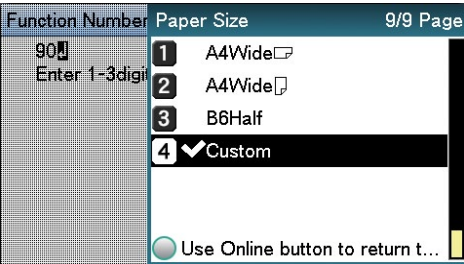 Function Number
90
Enter 1-3digi
Paper Size
9/9 Page
1 A4Wide
2 A4Wide
3 B6Half
4 Custom
Use Online button to return t...